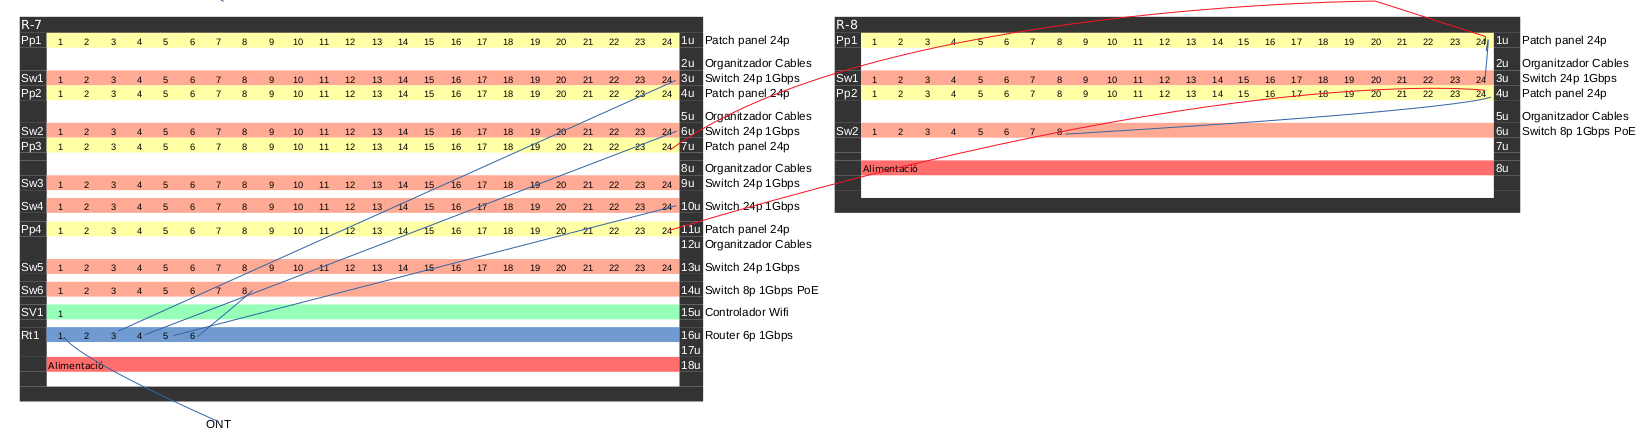 R-7
Pp1 1 2 3 4 5 6 7 8 9 10 11 12 13 14 15 16 17 18 19 20 21 22 23 24 1u Patch panel 24p
2u Organitzador Cables
Sw1 1 2 3 4 5 6 7 8 9 10 11 12 13 14 15 16 17 18 19 20 21 22 23 24 3u Switch 24p 1Gbps
Pp2 1 2 3 4 5 6 7 8 9 10 11 12 13 14 15 16 17 18 19 20 21 22 23 24 4u Patch panel 24p
5u Organitzador Cables
Sw2 1 2 3 4 5 6 7 8 9 10 11 12 13 14 15 16 17 18 19 20 21 22 23 24 6u Switch 24p 1Gbps
Pp3 1 2 3 4 5 6 7 8 9 10 11 12 13 14 15 16 17 18 19 20 21 22 23 24 7u Patch panel 24p
8u Organitzador Cables
Sw3 1 2 3 4 5 6 7 8 9 10 11 12 13 14 15 16 17 18 19 20 21 22 23 24 9u Switch 24p 1Gbps
Sw4 1 2 3 4 5 6 7 8 9 10 11 12 13 14 15 16 17 18 19 20 21 22 23 24 10u Switch 24p 1Gbps
Pp4 1 2 3 4 5 6 7 8 9 10 11 12 13 14 15 16 17 18 19 20 21 22 23 24 11u Patch panel 24p
12u Organitzador Cables
Sw5 1 2 3 4 5 6 7 8 9 10 11 12 13 14 15 16 17 18 19 20 21 22 23 24 13u Switch 24p 1Gbps
Sw6 1 2 3 4 5 6 7 8 14u Switch 8p 1Gbps PoE
SV1 1 15u Controlador Wifi
Rt1 1 2 3 4 5 6 16u Router 6p 1Gbps
17u
Alimentació 18u
ONT
R-8
Pp1 1 2 3 4 5 6 7 8 9 10 11 12 13 14 15 16 17 18 19 20 21 22 23 24 1u Patch panel 24p
2u Organitzador Cables
Sw1 1 2 3 4 5 6 7 8 9 10 11 12 13 14 15 16 17 18 19 20 21 22 23 24 3u Switch 24p 1Gbps
Pp2 1 2 3 4 5 6 7 8 9 10 11 12 13 14 15 16 17 18 19 20 21 22 23 24 4u Patch panel 24p
5u Organitzador Cables
Sw2 1 2 3 4 5 6 7 8 6u Switch 8p 1Gbps PoE
7u
Alimentació 8u